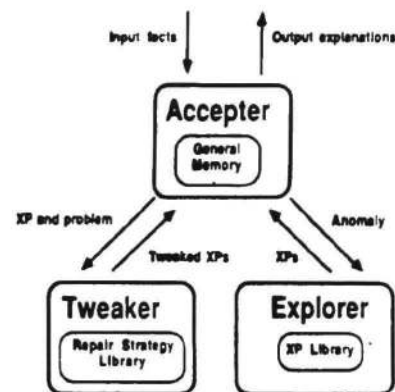 Input facts
Output explanations
Accepter
General
Memory
XP and problem
Anomaly
Tweaked XPs
XPs
Tweaker
Explorer
Repair Strategy
Library
XP Library